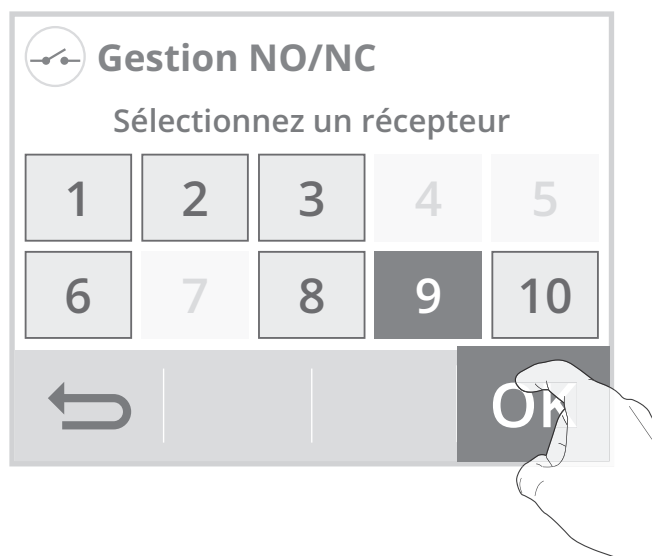 Gestion NO/NC
Sélectionnez un récepteur
1 2 3 4 5
6 7 8 9 10
OK